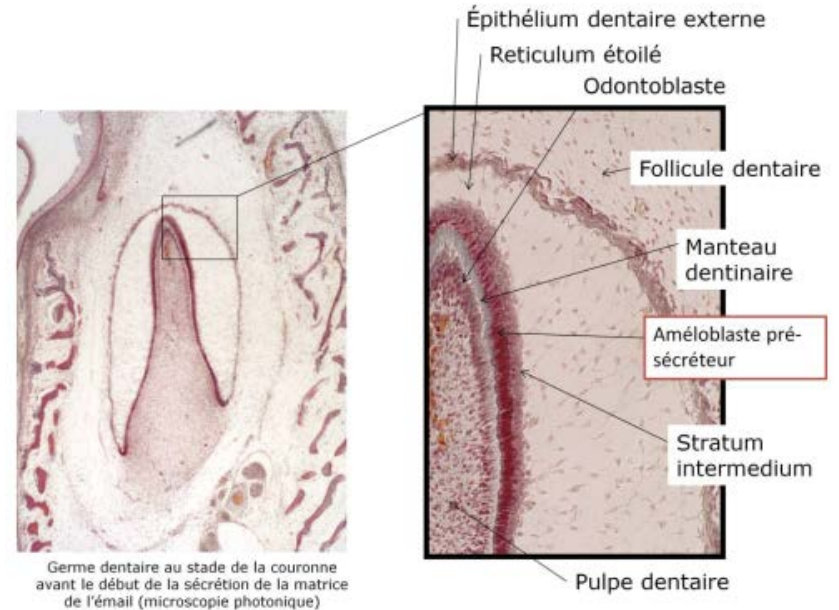 Épithélium dentaire externe
Reticulum étoilé
Odontoblaste
Follicule dentaire
Manteau
dentinaire
Améloblaste pré-
sécréteur
Stratum
intermedium
Pulpe dentaire
Germe dentaire au stade de la couronne
avant le début de la sécrétion de la matrice
de l'émail (microscopie photonique)